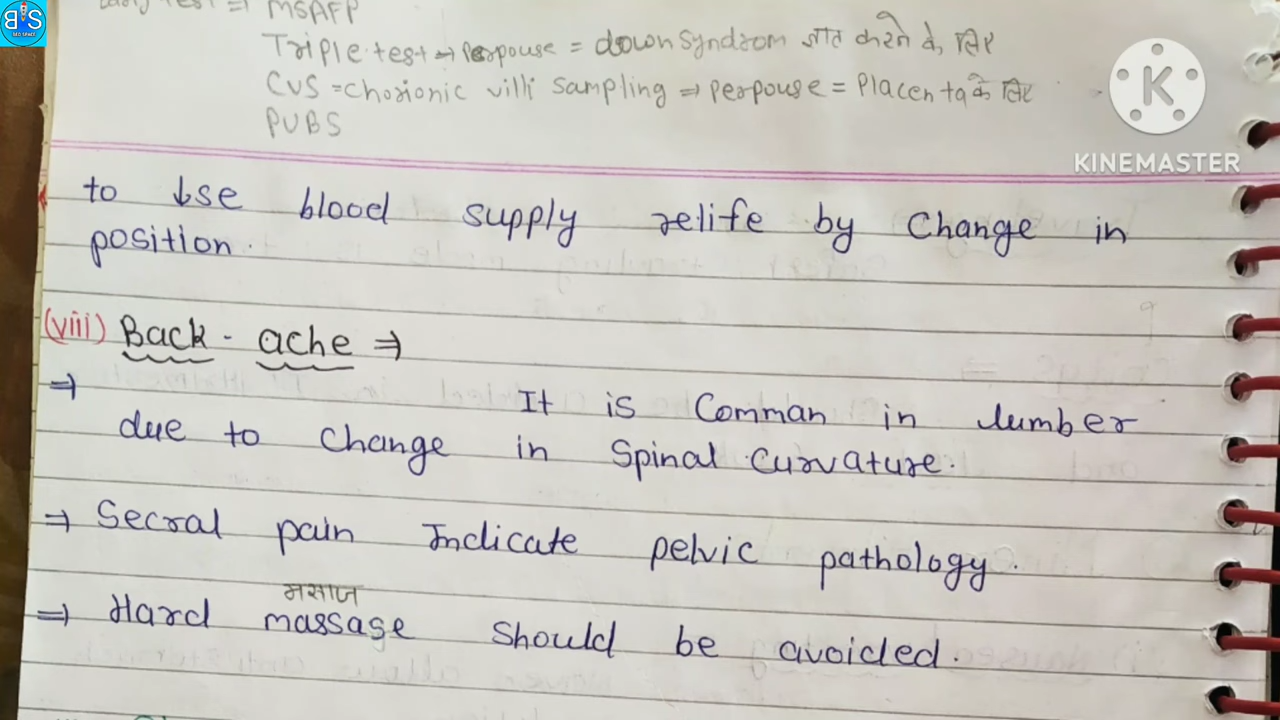 test ⇒ MSAFP
Triple test → perpouse = down Syndrom ज्ञात करने के लिए
CVS = chorionic villi sampling ⇒ perpouse = Placenta के लिए
PUBS
KINEMASTER
to ↓se blood supply relife by Change in
position.
(viii) Back - ache ⇒
⇒ It is Comman in lumber
due to change in Spinal Curvature.
⇒ Secral pain Indicate pelvic pathology.
मसाज
⇒ Hard massage should be avoided.